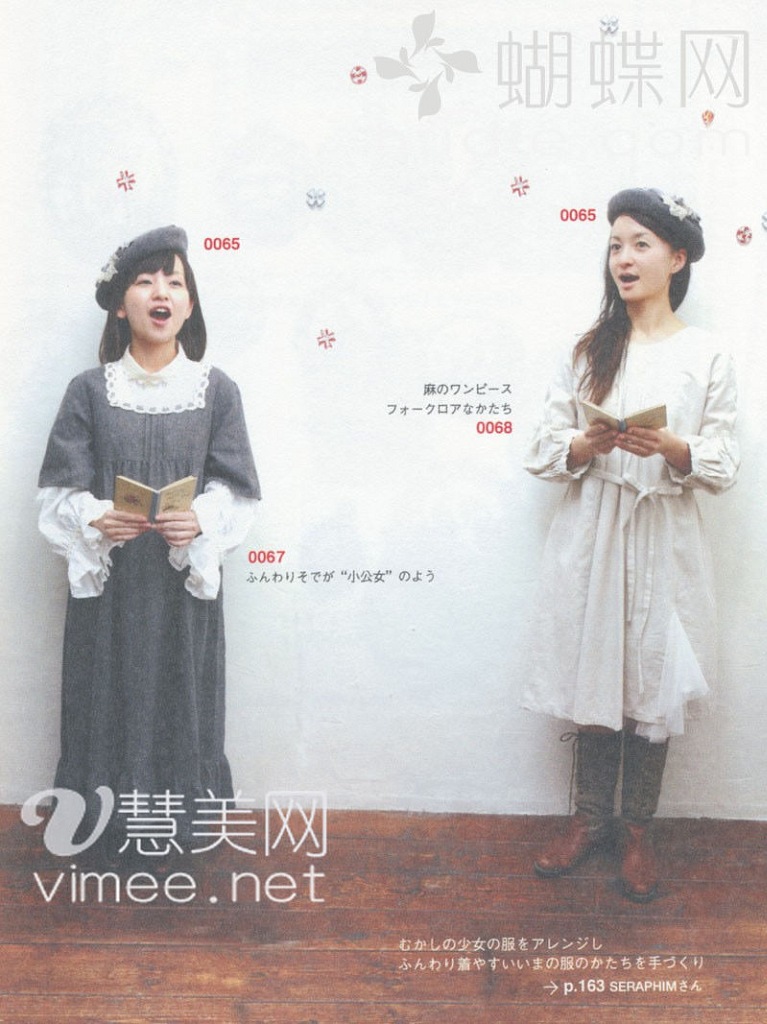 蝴蝶网
0065
0065
麻のワンピース
フォークロアなかたち
0068
0067
ふんわりそでが“小公女”のよう
慧美网
vimee.net
むかしの少女の服をアレンジし
ふんわり着やすいいまの服のかたちを手づくり
→ p.163 SERAPHIMさん